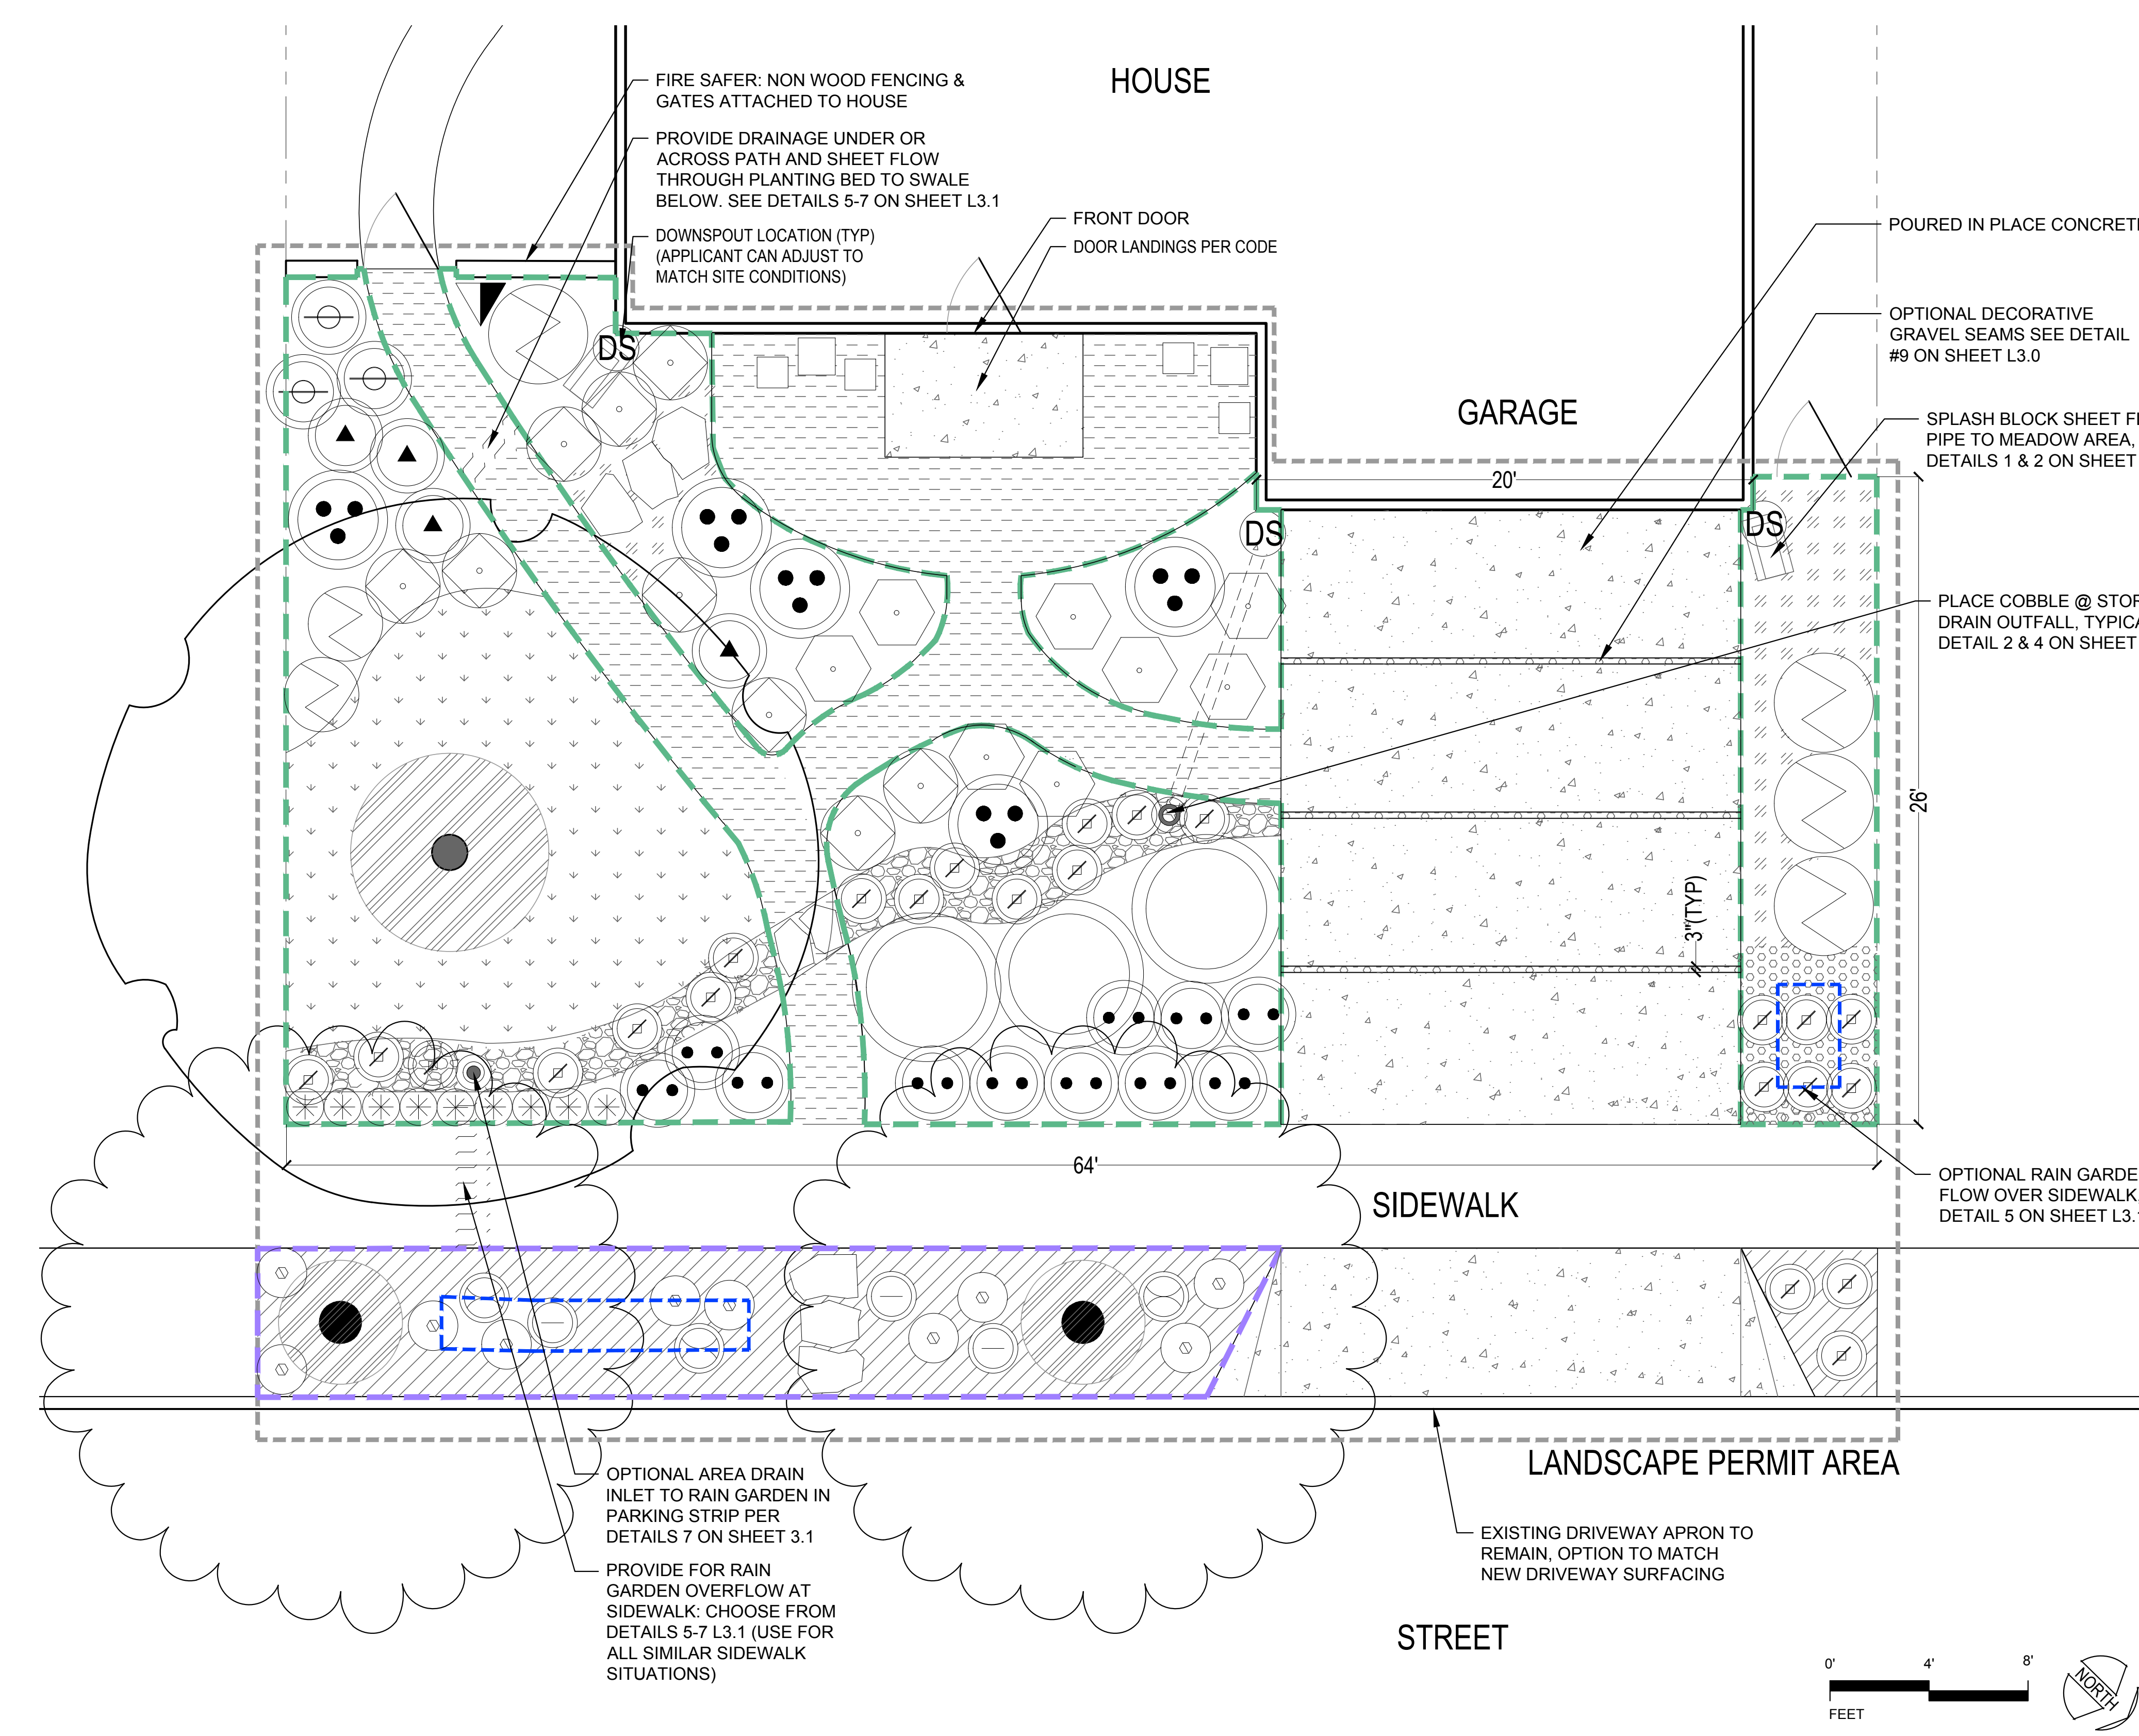 HOUSE
FIRE SAFER: NON WOOD FENCING &
GATES ATTACHED TO HOUSE
PROVIDE DRAINAGE UNDER OR
ACROSS PATH AND SHEET FLOW
THROUGH PLANTING BED TO SWALE
BELOW. SEE DETAILS 5-7 ON SHEET L3.1
DOWNSPOUT LOCATION (TYP)
(APPLICANT CAN ADJUST TO
MATCH SITE CONDITIONS)
FRONT DOOR
DOOR LANDINGS PER CODE
POURED IN PLACE
OPTIONAL DECORATIVE
GRAVEL SEAMS SEE DETAIL
#9 ON SHEET L3.0
DS
GARAGE
SPLASH BLOCK SHEET
PIPE TO MEADOW AREA,
DETAILS 1 & 2 ON SHEET
20'
DS
DS
PLACE COBBLE @
DRAIN OUTFALL,
DETAIL 2 & 4 ON SHEET
26'
3"(TYP)
64'
OPTIONAL RAIN
FLOW OVER SIDEWALK
DETAIL 5 ON SHEET
SIDEWALK
LANDSCAPE PERMIT AREA
OPTIONAL AREA DRAIN
INLET TO RAIN GARDEN IN
PARKING STRIP PER
DETAILS 7 ON SHEET 3.1
EXISTING DRIVEWAY APRON TO
REMAIN, OPTION TO MATCH
NEW DRIVEWAY SURFACING
PROVIDE FOR RAIN
GARDEN OVERFLOW AT
SIDEWALK: CHOOSE FROM
DETAILS 5-7 L3.1 (USE FOR
ALL SIMILAR SIDEWALK
SITUATIONS)
STREET
0' 4' 8'
FEET
NORTH